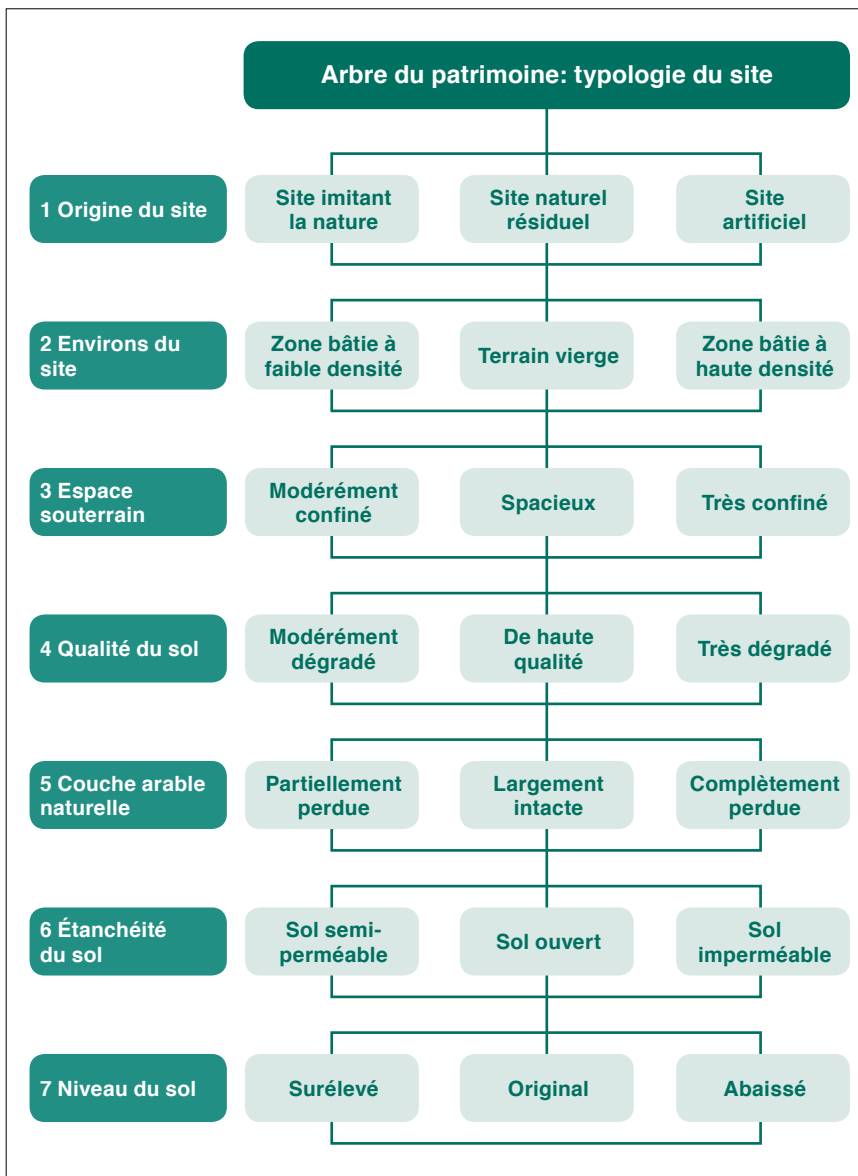 Arbre du patrimoine: typologie du site
1 Origine du site
Site imitant
la nature
Site naturel
résiduel
Site
artificiel
2 Environs du
site
Zone bâtie à
faible densité
Terrain vierge
Zone bâtie à
haute densité
3 Espace
souterrain
Modérément
confiné
Spacieux
Très confiné
4 Qualité du sol
Modérément
dégradé
De haute
qualité
Très dégradé
5 Couche arable
naturelle
Partiellement
perdue
Largement
intacte
Complètement
perdue
6 Étanchéité
du sol
Sol semi-
perméable
Sol ouvert
Sol
imperméable
7 Niveau du sol
Surélevé
Original
Abaissé